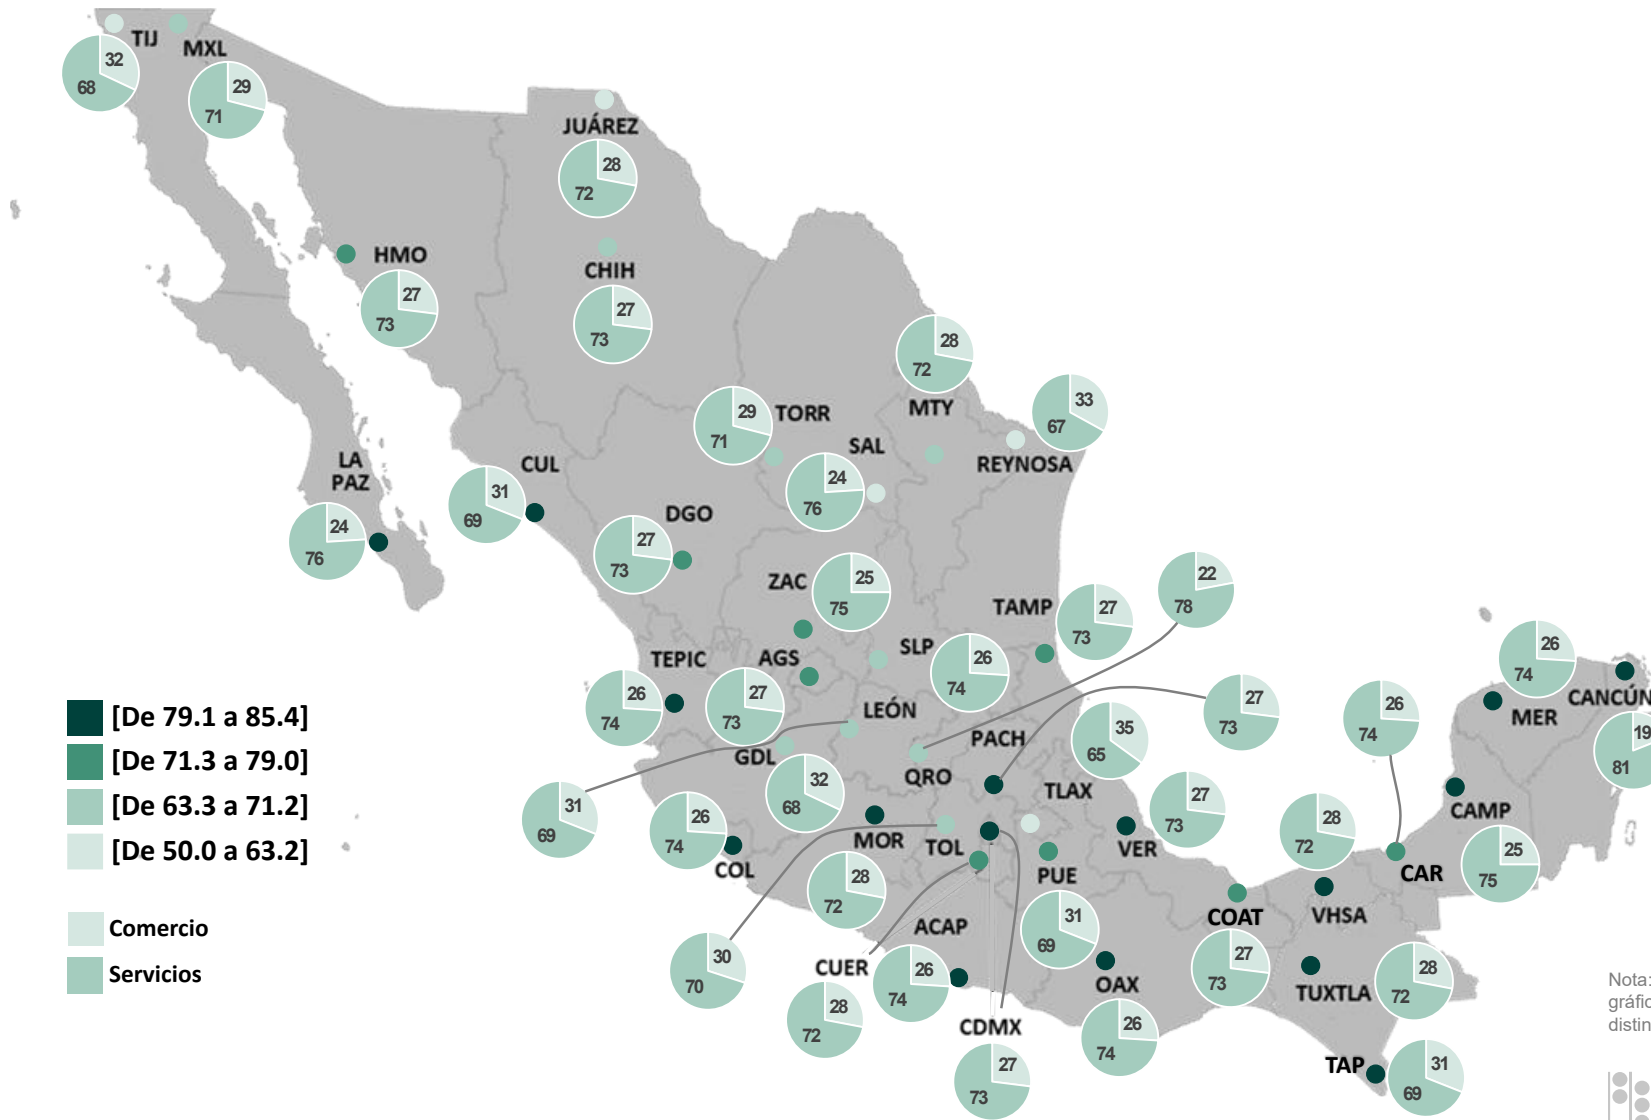 TIJ
MXL
32
68
29
71
JUÁREZ
28
72
HMO
27
73
CHIH
27
73
28
72
MTY
33
67
REYNOSA
29
71
TORR
SAL
24
76
LA
PAZ
24
76
CUL
31
69
DGO
27
73
ZAC
25
75
TAMP
27
73
22
78
TEPIC
26
74
AGS
27
73
SLP
26
74
LEÓN
GDL
32
68
31
69
QRO
PACH
27
73
35
65
TLAX
27
73
VER
26
74
MER
26
74
CANCÚN
19
81
CAMP
25
75
CAR
28
72
VHSA
COAT
27
73
TUXTLA
28
72
TAP
31
69
26
74
COL
MOR
28
72
TOL
30
70
PUE
31
69
ACAP
26
74
CUER
28
72
CDMX
27
73
OAX
26
74
[De 79.1 a 85.4]
[De 71.3 a 79.0]
[De 63.3 a 71.2]
[De 50.0 a 63.2]
Comercio
Servicios
Nota:
gráfic
distin